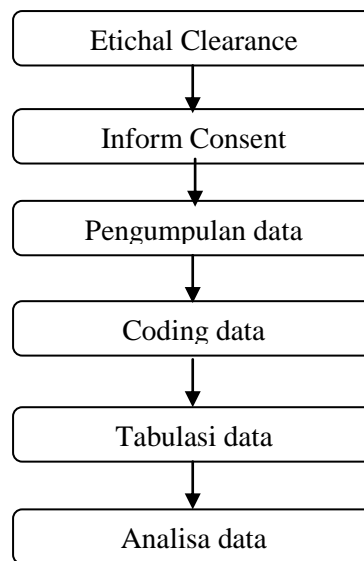 Etichal Clearance
Inform Consent
Pengumpulan data
Coding data
Tabulasi data
Analisa data